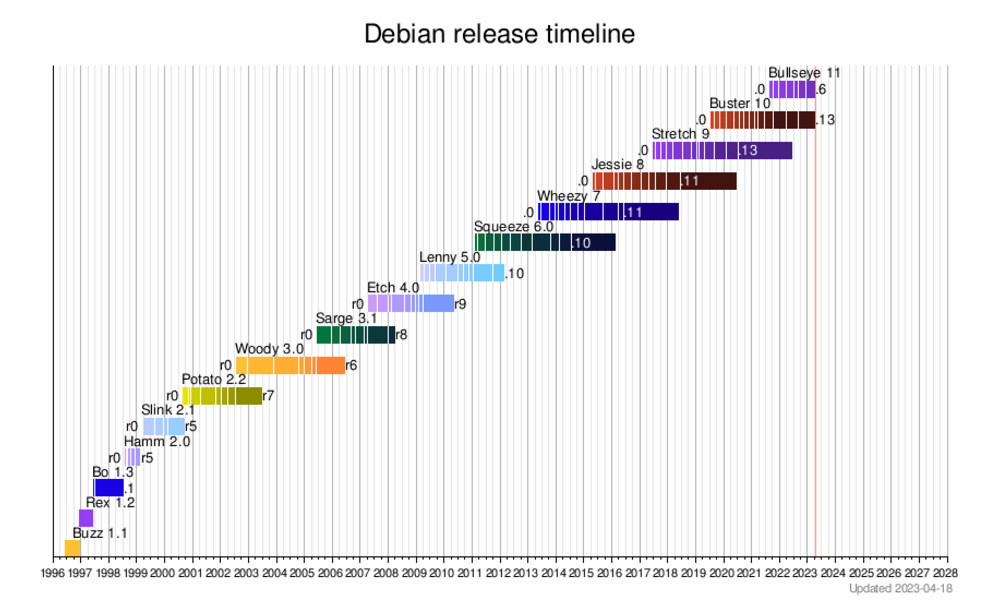 Debian release timeline
Bullseye 11
.0 .6
Buster 10
.0 .13
Stretch 9
.0 .13
Jessie 8
.0 .11
Wheezy 7
.0 .11
Squeeze 6.0
.10
Lenny 5.0
.10
Etch 4.0
r0 r9
Sarge 3.1
r0 r8
Woody 3.0
r0 r6
Potato 2.2
r0 r7
Slink 2.1
r0 r5
Hamm 2.0
r0 r5
Bo 1.3
.1
Rex 1.2
Buzz 1.1
1996 1997 1998 1999 2000 2001 2002 2003 2004 2005 2006 2007 2008 2009 2010 2011 2012 2013 2014 2015 2016 2017 2018 2019 2020 2021 2022 2023 2024 2025 2026 2027 2028
Updated 2023-04-18